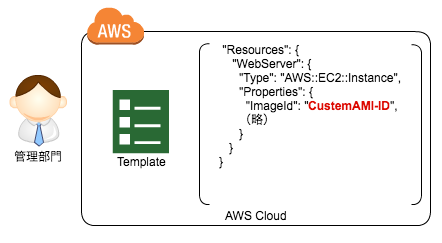 AWS
"Resources": {
"WebServer": {
"Type": "AWS::EC2::Instance",
"Properties": {
"ImageId": "CustemAMI-ID",
（略）
}
}
}
管理部門
Template
AWS Cloud